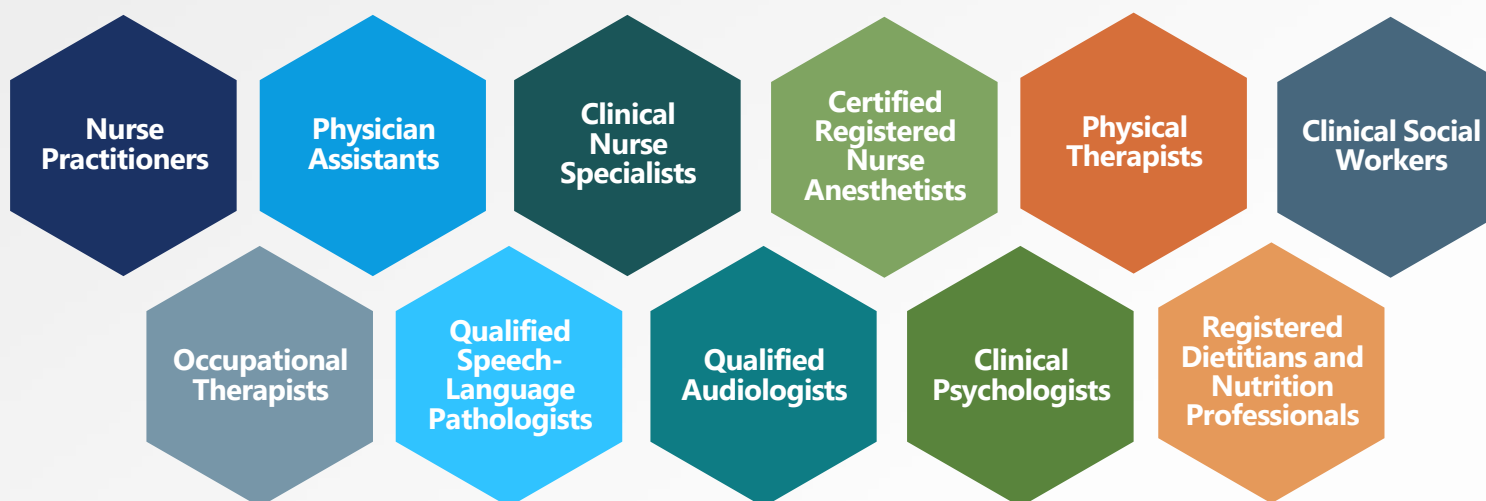 Nurse
Practitioners
Physician
Assistants
Clinical
Nurse
Specialists
Certified
Registered
Nurse
Anesthetists
Physical
Therapists
Clinical Social
Workers
Occupational
Therapists
Qualified
Speech-
Language
Pathologists
Qualified
Audiologists
Clinical
Psychologists
Registered
Dietitians and
Nutrition
Professionals